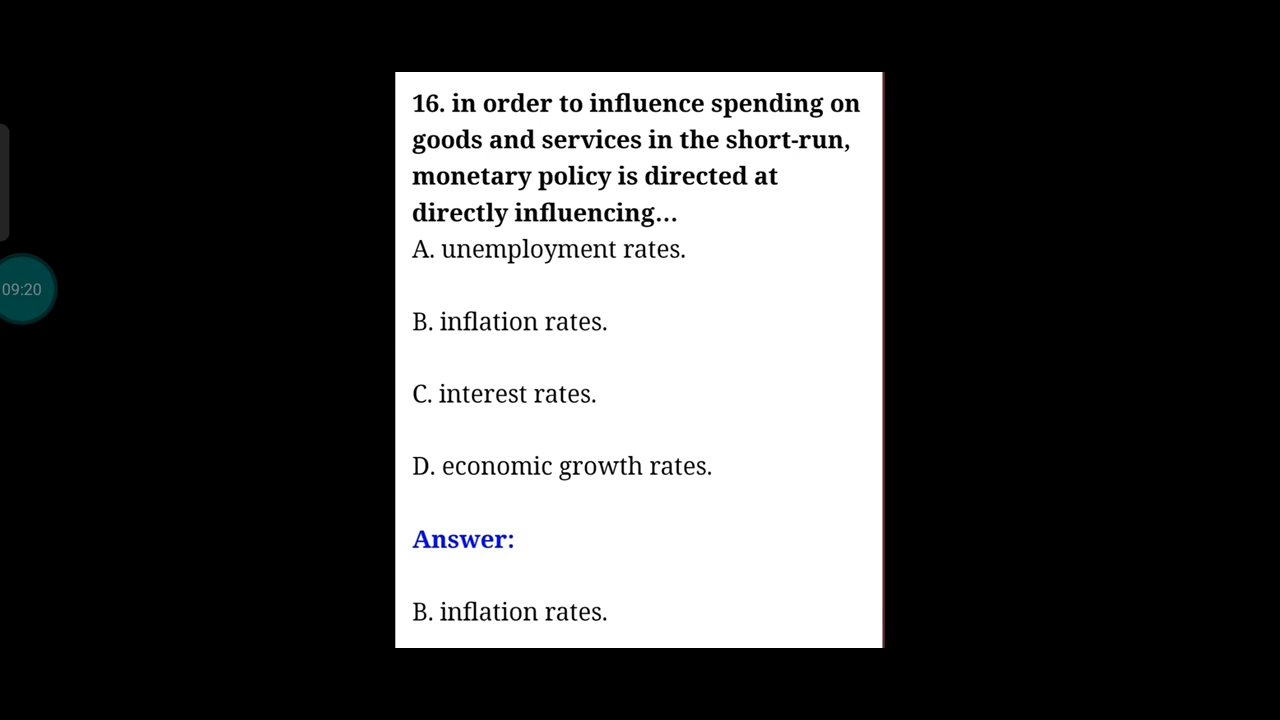 16. in order to influence spending on
goods and services in the short-run,
monetary policy is directed at
directly influencing...
A. unemployment rates.
B. inflation rates.
C. interest rates.
D. economic growth rates.
Answer:
B. inflation rates.
09:20